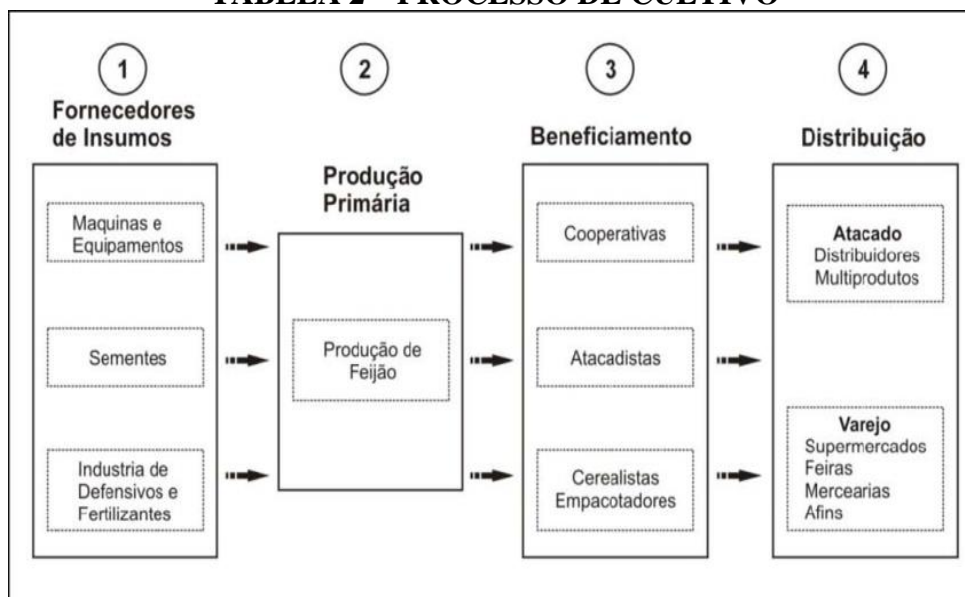 TABELA 2 – PROCESSO DE CULTIVO
1
Fornecedores
de Insumos
Maquinas e
Equipamentos
Sementes
Industria de
Defensivos e
Fertilizantes
2
Produção
Primária
Produção de
Feijão
3
Beneficiamento
Cooperativas
Atacadistas
Cerealistas
Empacotadores
4
Distribuição
Atacado
Distribuidores
Multiprodutos
Varejo
Supermercados
Feiras
Mercearias
Afins